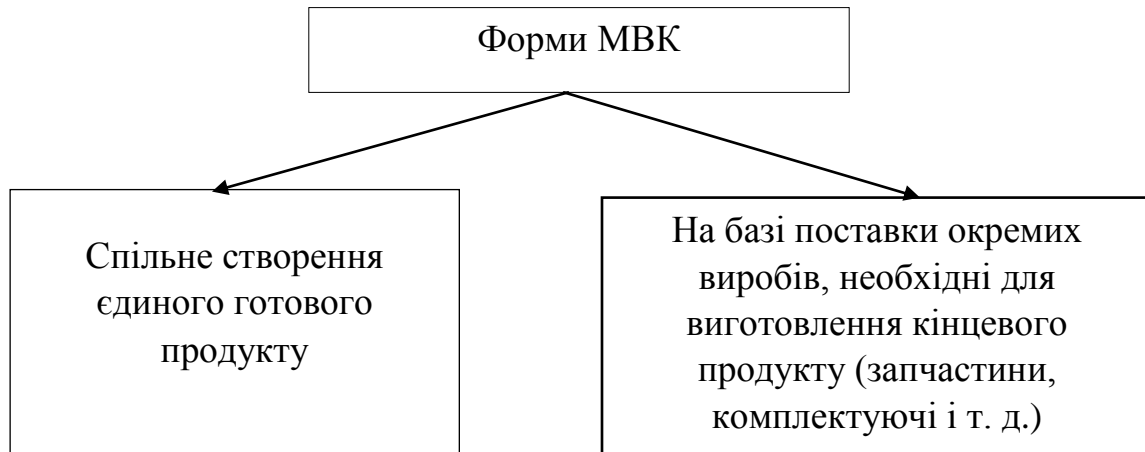 Форми МВК
Спільне створення
єдиного готового
продукту
На базі поставки окремих
виробів, необхідні для
виготовлення кінцевого
продукту (запчастини,
комплектуючі і т. д.)